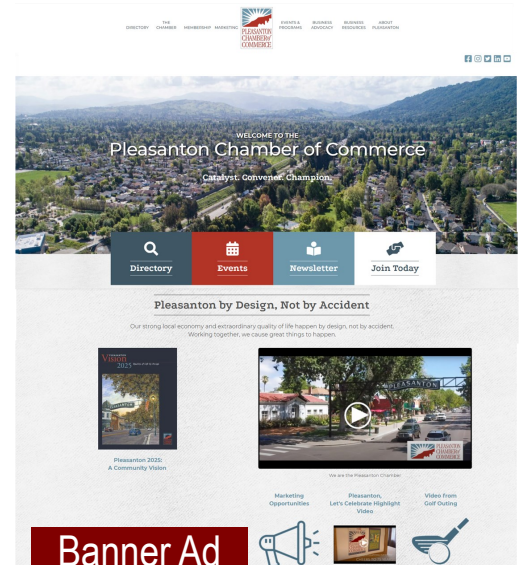 DIRECTORY
THE
CHAMBER
MEMBERSHIP
MARKETING
PLEASANTON
CHAMBER OF
COMMERCE
EVENTS &
PROGRAMS
BUSINESS
ADVOCACY
BUSINESS
RESOURCES
ABOUT
PLEASANTON
WELCOME TO THE
Pleasanton Chamber of Commerce
Catalyst. Convener. Champion.
Directory
Events
Newsletter
Join Today
Pleasanton by Design, Not by Accident
Our strong local economy and extraordinary quality of life happen by design, not by accident.
Working together, we cause great things to happen.
Vision
2025
Pleasanton 2025:
A Community Vision
PLEASANTON
PLEASANTON
CHAMBER OF
COMMERCE
We are the Pleasanton Chamber
Marketing
Opportunities
Pleasanton,
Let's Celebrate Highlight
Video
Video from
Golf Outing
Banner Ad